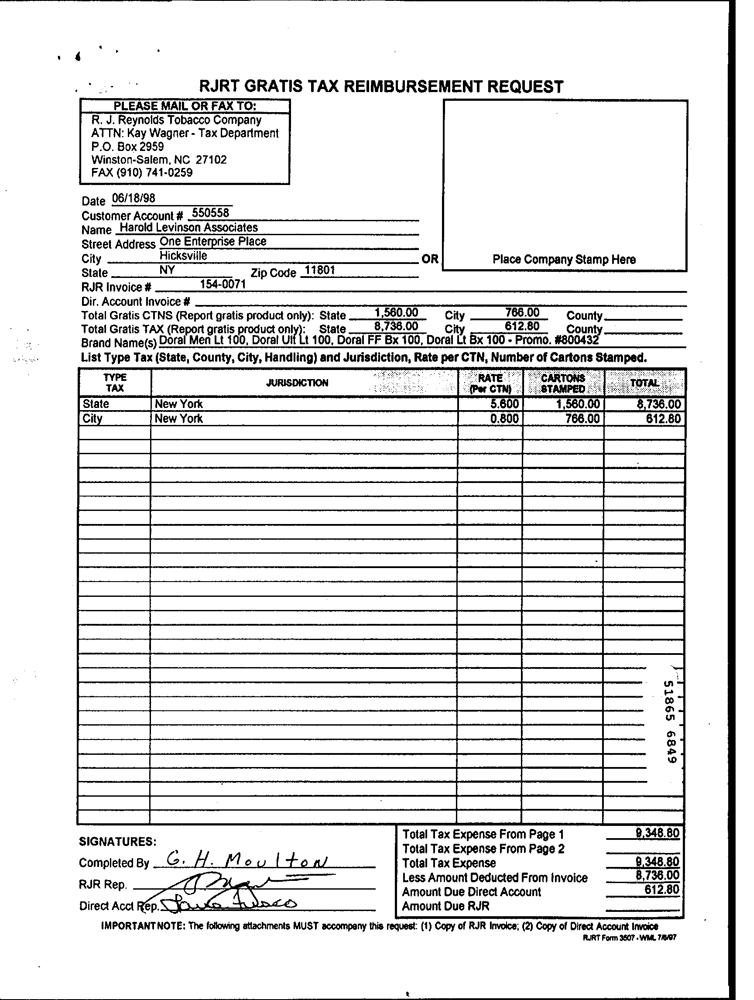 RJRT GRATIS TAX REIMBURSEMENT REQUEST
PLEASE MAIL OR FAX TO:
R. J. Reynolds Tobacco Company
ATTN: Kay Wagner - Tax Department
P.O. Box 2959
Winston-Salem, NC 27102
FAX (910) 741-0259
Date 06/18/98
Customer Account # 550558
Name Harold Levinson Associates
Street Address One Enterprise Place
City Hicksville OR Place Company Stamp Here
State NY Zip Code 11801
RJR Invoice # 154-0071
Dir. Account Invoice #
Total Gratis CTNS (Report gratis product only): State 1,560.00 City 766.00 County
Total Gratis TAX (Report gratis product only): State 8,736.00 City 612.80 County
Brand Name(s) Doral Men Lt 100, Doral Ult Lt 100, Doral FF Bx 100, Doral Lt Bx 100 - Promo. #800432
List Type Tax (State, County, City, Handling) and Jurisdiction, Rate per CTN, Number of Cartons Stamped.
TYPE TAX JURISDICTION RATE (Per CTN) CARTONS STAMPED TOTAL
State New York 5.600 1,560.00 8,736.00
City New York 0.800 766.00 612.80
51865 6849
SIGNATURES:
Completed By G. H. Moulton
RJR Rep.
Direct Acct Rep.
Total Tax Expense From Page 1 9,348.80
Total Tax Expense From Page 2
Total Tax Expense 9,348.80
Less Amount Deducted From Invoice 8,736.00
Amount Due Direct Account 612.80
Amount Due RJR
IMPORTANT NOTE: The following attachments MUST accompany this request: (1) Copy of RJR Invoice; (2) Copy of Direct Account Invoice
RJRT Form 3607 - WML 7/8/97